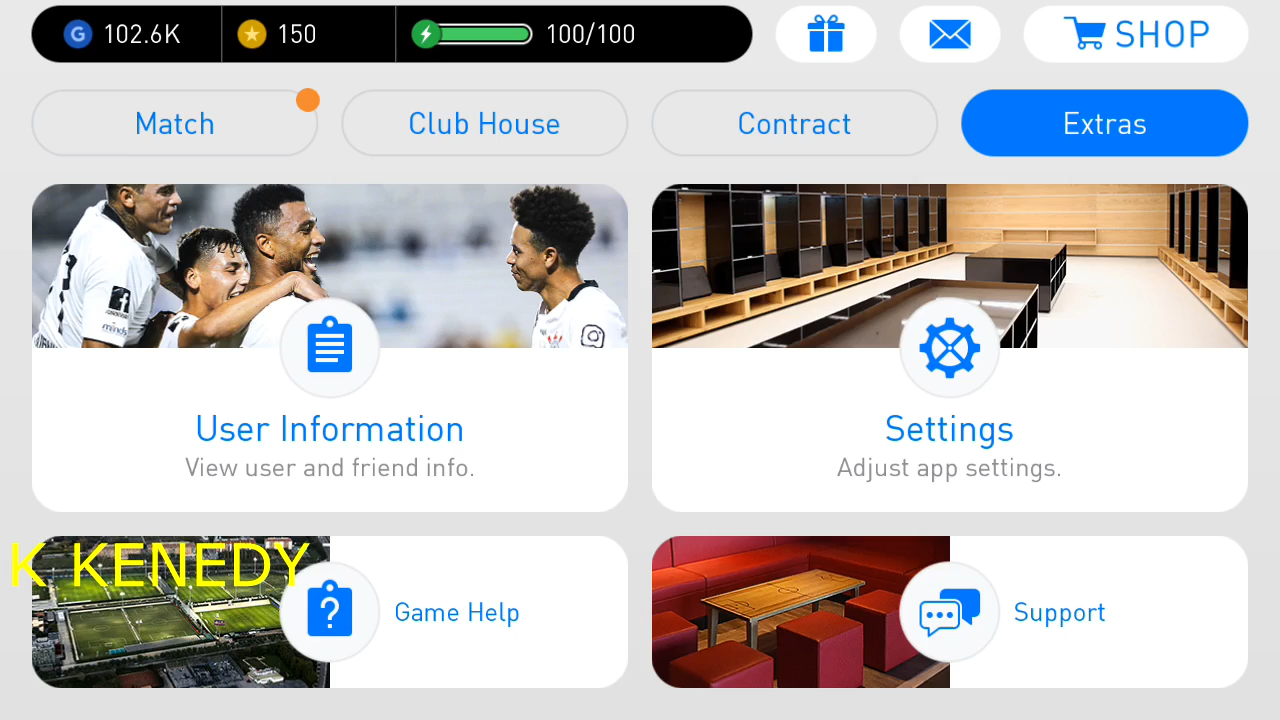 G 102.6K 150 100/100 SHOP
Match Club House Contract Extras
mindy
User Information
View user and friend info.
Settings
Adjust app settings.
K KENEDY
Game Help
Support